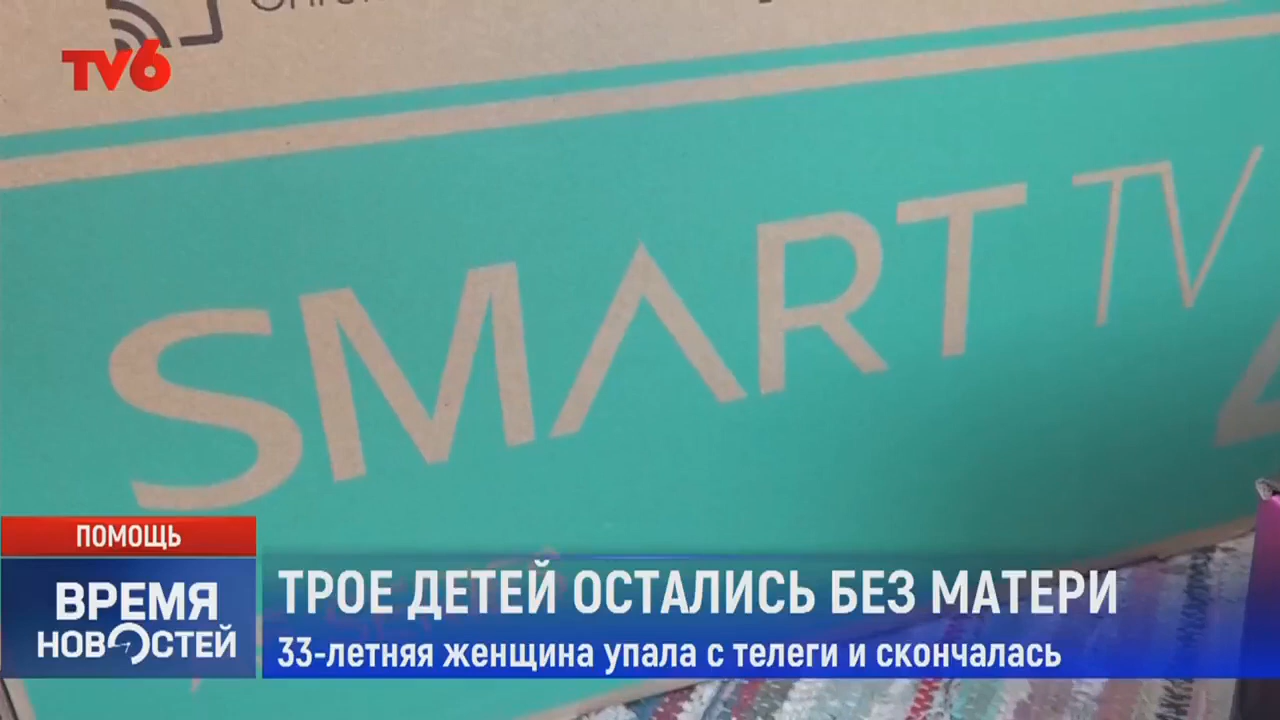 TV6
SMART TV
ПОМОЩЬ
ВРЕМЯ
НОВОСТЕЙ
ТРОЕ ДЕТЕЙ ОСТАЛИСЬ БЕЗ МАТЕРИ
33-летняя женщина упала с телеги и скончалась